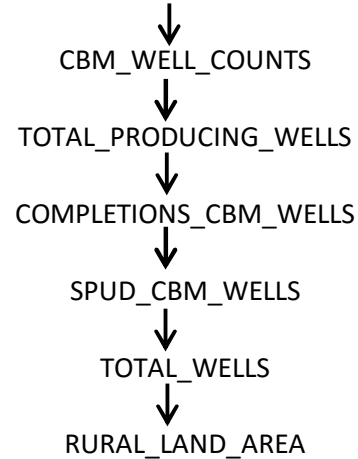 CBM_WELL_COUNTS
TOTAL_PRODUCING_WELLS
COMPLETIONS_CBM_WELLS
SPUD_CBM_WELLS
TOTAL_WELLS
RURAL_LAND_AREA